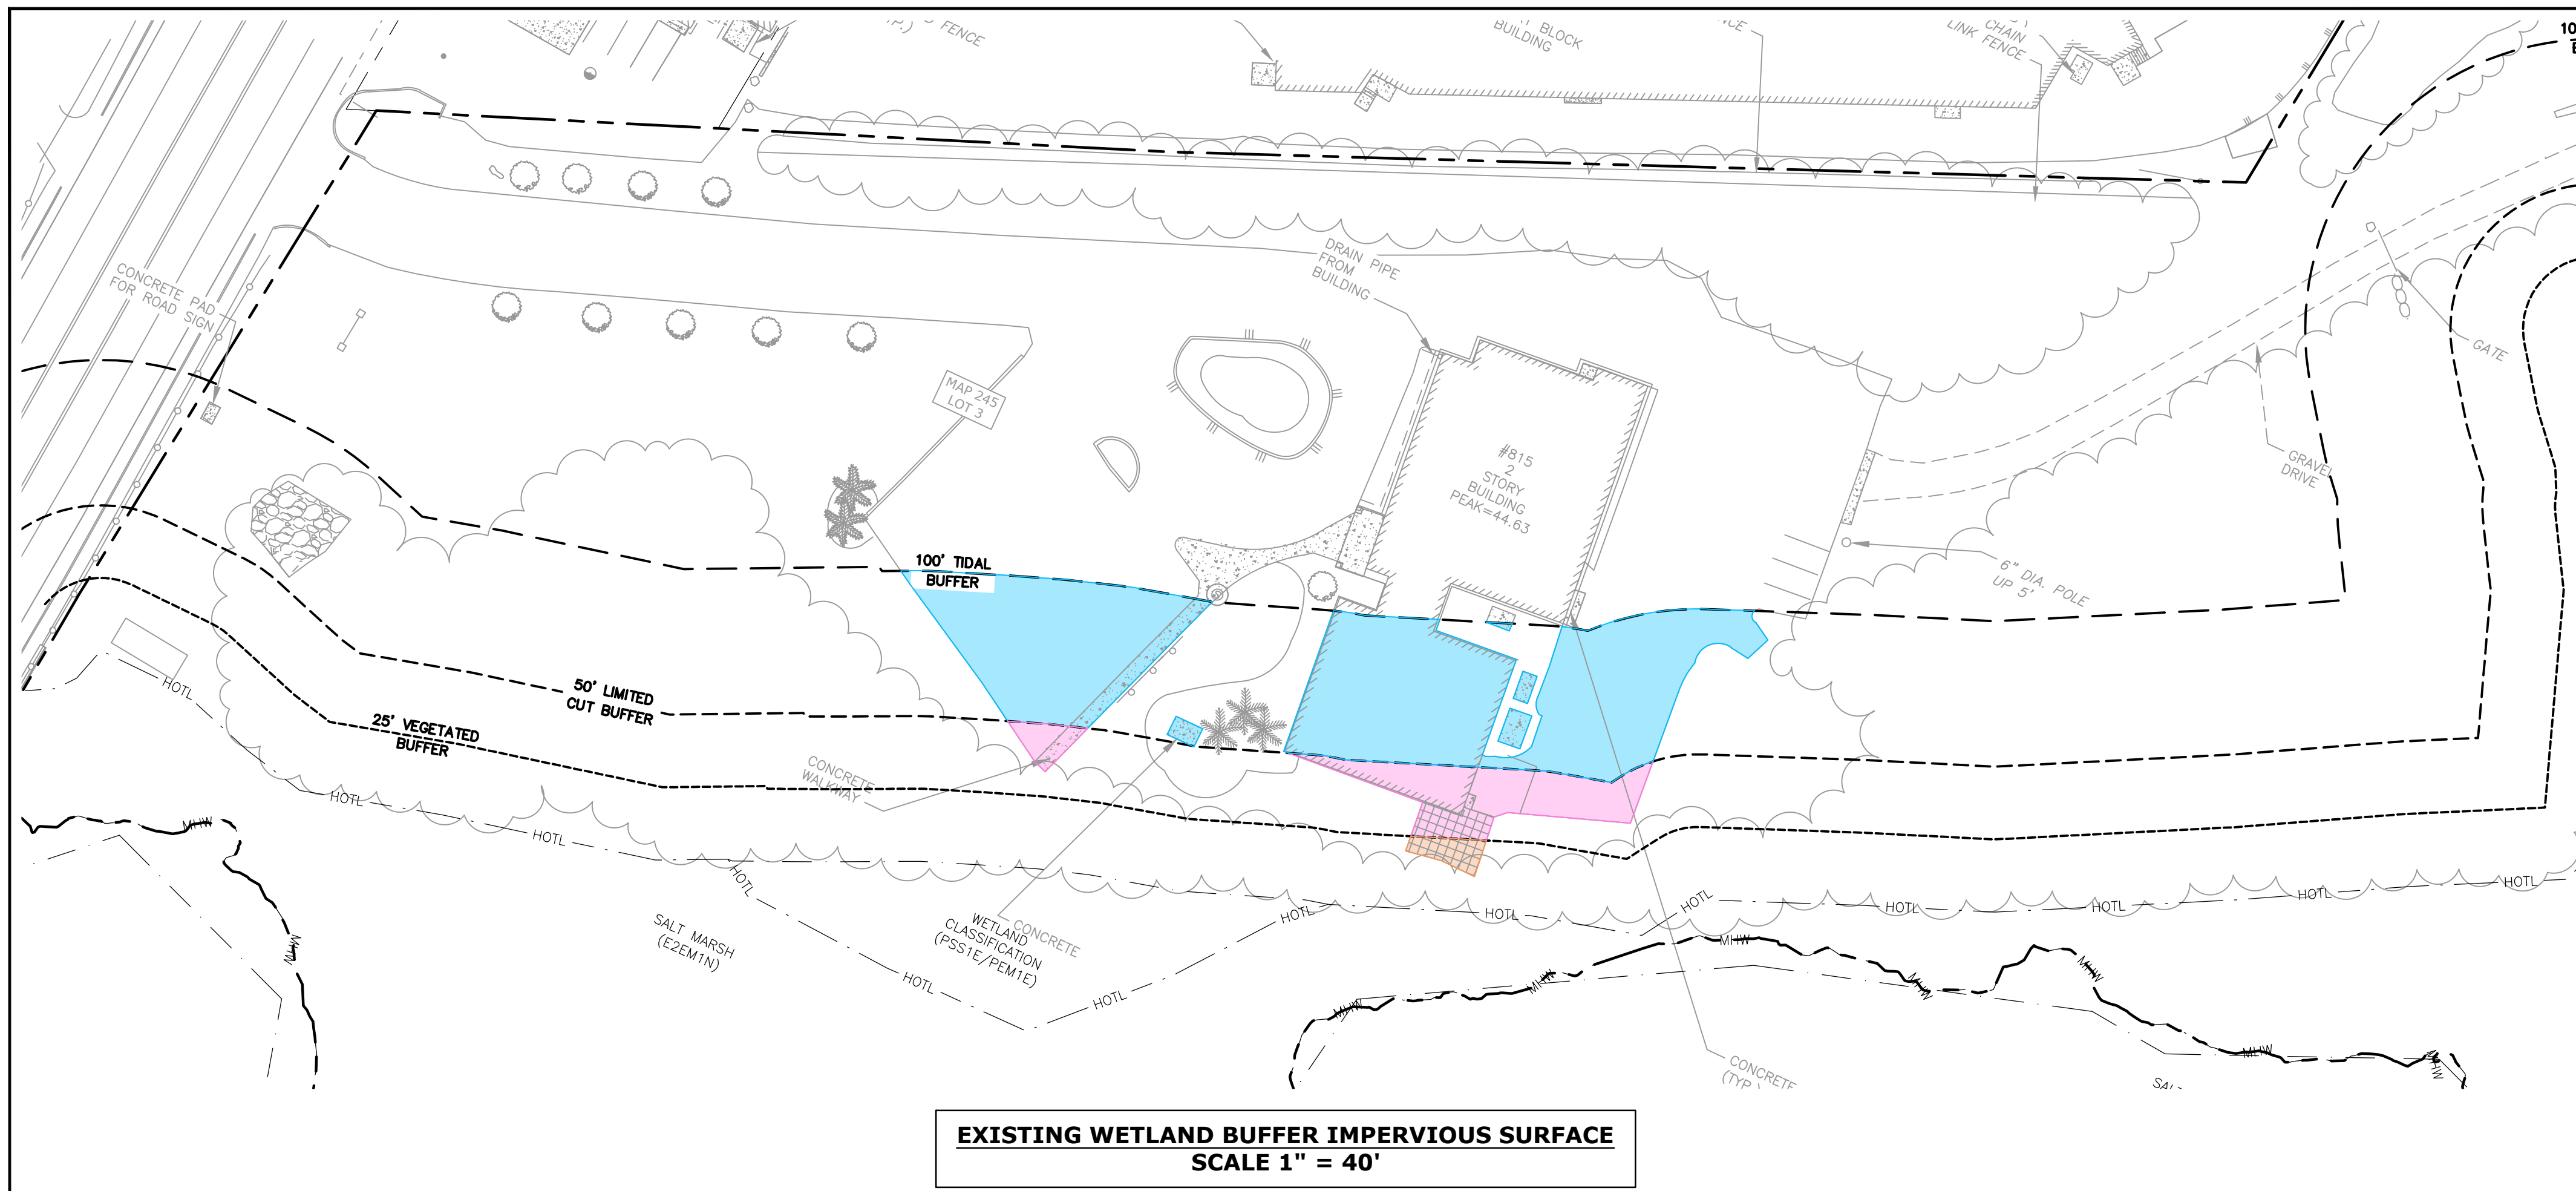 FENCE
BLOCK
BUILDING
CHAIN
LINK FENCE
10
CONCRETE PAD
FOR ROAD SIGN
DRAIN PIPE
FROM
BUILDING
MAP 245
LOT 3
#815
2
STORY
BUILDING
PEAK=44.63
GATE
GRAVEL
DRIVE
6" DIA. POLE
UP 5'
100' TIDAL
BUFFER
50' LIMITED
CUT BUFFER
25' VEGETATED
BUFFER
CONCRETE
WALKWAY
HOTL
HOTL
HOTL
HOTL
HOTL
HOTL
HOTL
HOTL
HOTL
HOTL
HOTL
HOTL
HOTL
MHW
MHW
MHW
MHW
MHW
MHW
MHW
MHW
MHW
SALT MARSH
(E2EM1N)
WETLAND
CLASSIFICATION
(PSS1E/PEM1E)
CONCRETE
CONCRETE
(TYP.)
EXISTING WETLAND BUFFER IMPERVIOUS SURFACE
SCALE 1" = 40'